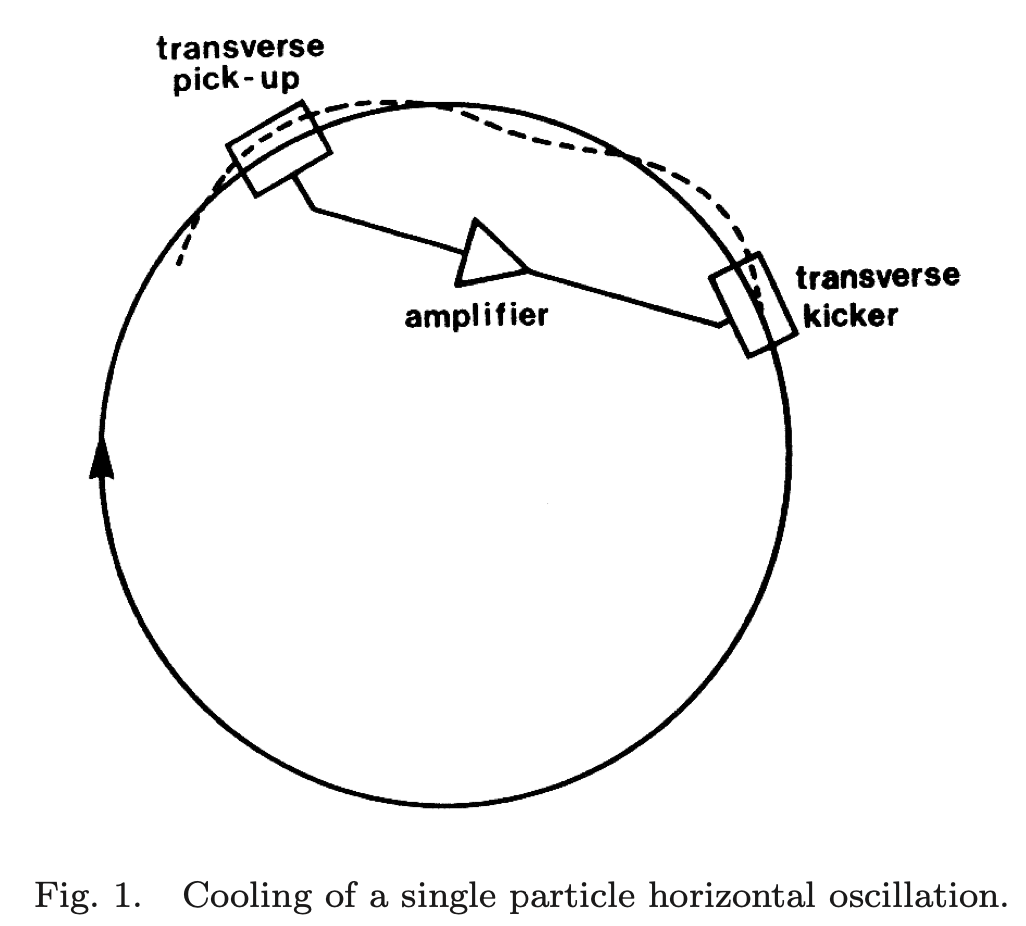 transverse
pick-up
transverse
kicker
amplifier
Fig. 1. Cooling of a single particle horizontal oscillation.